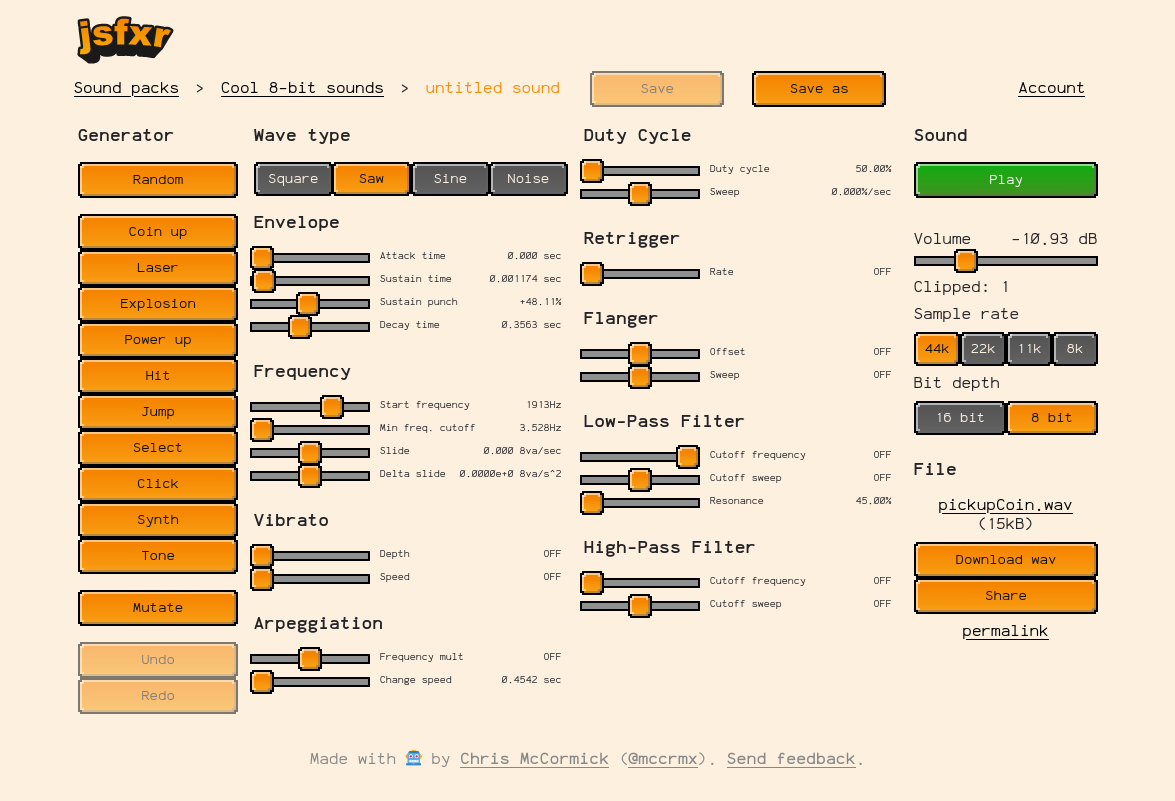 jsfxr
Sound packs > Cool 8-bit sounds > untitled sound Save Save as Account
Generator
Random
Coin up
Laser
Explosion
Power up
Hit
Jump
Select
Click
Synth
Tone
Mutate
Undo
Redo
Wave type
Square Saw Sine Noise
Envelope
Attack time 0.000 sec
Sustain time 0.001174 sec
Sustain punch +48.11%
Decay time 0.3563 sec
Frequency
Start frequency 1913Hz
Min freq. cutoff 3.528Hz
Slide 0.000 8va/sec
Delta slide 0.0000e+0 8va/s^2
Vibrato
Depth OFF
Speed OFF
Arpeggiation
Frequency mult OFF
Change speed 0.4542 sec
Duty Cycle
Duty cycle 50.00%
Sweep 0.000%/sec
Retrigger
Rate OFF
Flanger
Offset OFF
Sweep OFF
Low-Pass Filter
Cutoff frequency OFF
Cutoff sweep OFF
Resonance 45.00%
High-Pass Filter
Cutoff frequency OFF
Cutoff sweep OFF
Sound
Play
Volume -10.93 dB
Clipped: 1
Sample rate
44k 22k 11k 8k
Bit depth
16 bit 8 bit
File
pickupCoin.wav
(15kB)
Download wav
Share
permalink
Made with by Chris McCormick (@mccrmx). Send feedback.